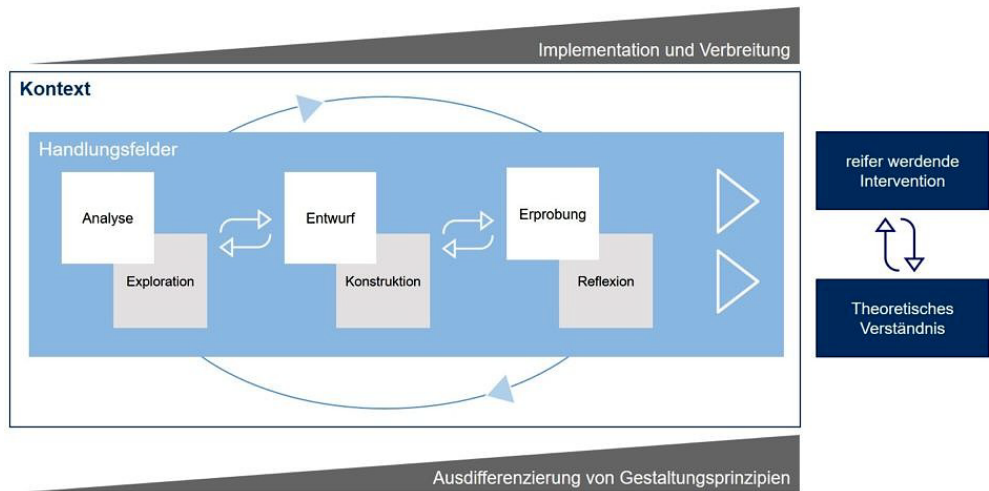 Implementation und Verbreitung
Kontext
Handlungsfelder
Analyse
Exploration
Entwurf
Konstruktion
Erprobung
Reflexion
reifer werdende
Intervention
Theoretisches
Verständnis
Ausdifferenzierung von Gestaltungsprinzipien